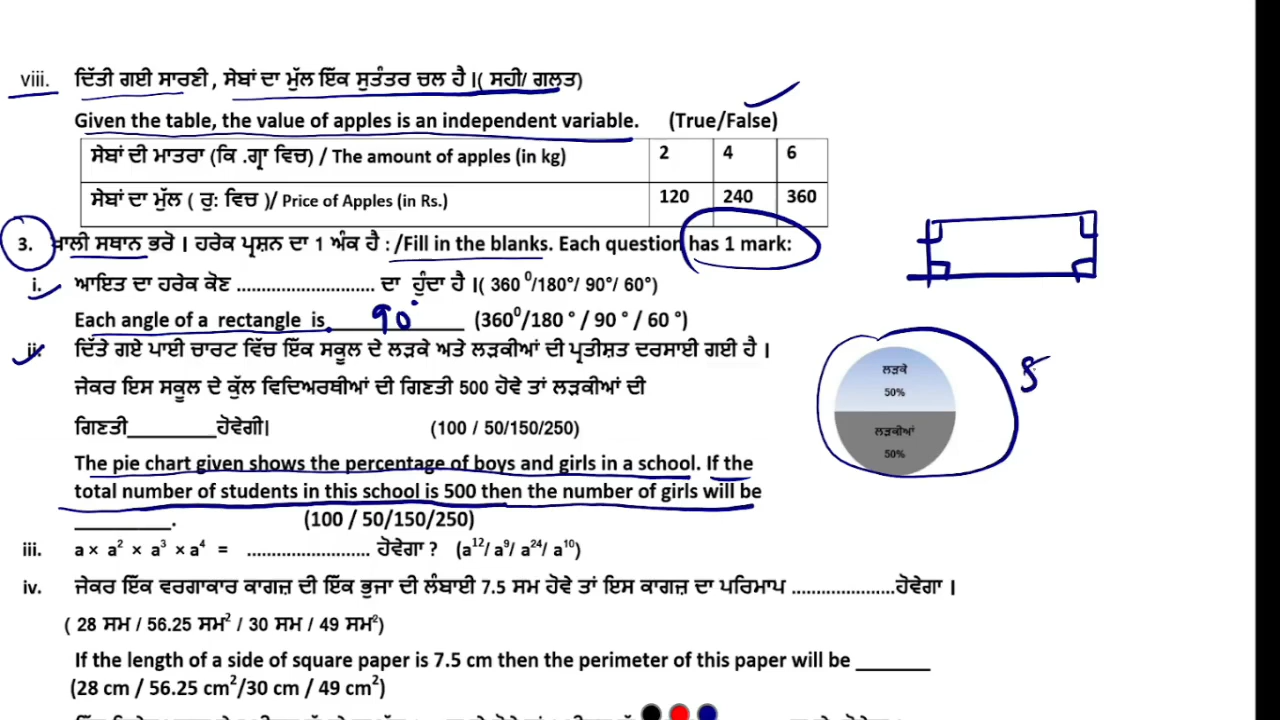 viii. ਦਿੱਤੀ ਗਈ ਸਾਰਣੀ , ਸੇਬਾਂ ਦਾ ਮੁੱਲ ਇੱਕ ਸੁਤੰਤਰ ਚਲ ਹੈ ।( ਸਹੀ/ ਗਲਤ)
Given the table, the value of apples is an independent variable. (True/False)
ਸੇਬਾਂ ਦੀ ਮਾਤਰਾ (ਕਿ .ਗ੍ਰਾ ਵਿਚ) / The amount of apples (in kg) 2 4 6
ਸੇਬਾਂ ਦਾ ਮੁੱਲ ( ਰੁ: ਵਿਚ )/ Price of Apples (in Rs.) 120 240 360
3. ਖਾਲੀ ਸਥਾਨ ਭਰੋ । ਹਰੇਕ ਪ੍ਰਸ਼ਨ ਦਾ 1 ਅੰਕ ਹੈ : /Fill in the blanks. Each question has 1 mark:
i. ਆਇਤ ਦਾ ਹਰੇਕ ਕੋਣ ............................ ਦਾ ਹੁੰਦਾ ਹੈ ।( 360 ⁰/180°/ 90°/ 60°)
Each angle of a rectangle is 90° (360⁰/180 ° / 90 ° / 60 °)
ii. ਦਿੱਤੇ ਗਏ ਪਾਈ ਚਾਰਟ ਵਿੱਚ ਇੱਕ ਸਕੂਲ ਦੇ ਲੜਕੇ ਅਤੇ ਲੜਕੀਆਂ ਦੀ ਪ੍ਰਤੀਸ਼ਤ ਦਰਸਾਈ ਗਈ ਹੈ ।
ਜੇਕਰ ਇਸ ਸਕੂਲ ਦੇ ਕੁੱਲ ਵਿਦਿਅਰਥੀਆਂ ਦੀ ਗਿਣਤੀ 500 ਹੋਵੇ ਤਾਂ ਲੜਕੀਆਂ ਦੀ
ਗਿਣਤੀ________ਹੋਵੇਗੀ। (100 / 50/150/250)
ਲੜਕੇ
50%
ਲੜਕੀਆਂ
50%
5
The pie chart given shows the percentage of boys and girls in a school. If the
total number of students in this school is 500 then the number of girls will be
_________. (100 / 50/150/250)
iii. a × a² × a³ × a⁴ = ......................... ਹੋਵੇਗਾ ? (a¹²/ a⁹/ a²⁴/ a¹⁰)
iv. ਜੇਕਰ ਇੱਕ ਵਰਗਾਕਾਰ ਕਾਗਜ਼ ਦੀ ਇੱਕ ਭੁਜਾ ਦੀ ਲੰਬਾਈ 7.5 ਸਮ ਹੋਵੇ ਤਾਂ ਇਸ ਕਾਗਜ਼ ਦਾ ਪਰਿਮਾਪ .....................ਹੋਵੇਗਾ ।
( 28 ਸਮ / 56.25 ਸਮ² / 30 ਸਮ / 49 ਸਮ²)
If the length of a side of square paper is 7.5 cm then the perimeter of this paper will be _______
(28 cm / 56.25 cm²/30 cm / 49 cm²)